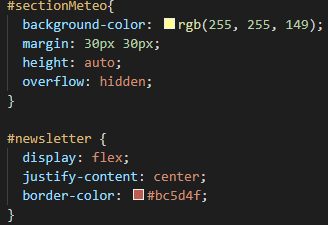 #sectionMeteo{
background-color: rgb(255, 255, 149);
margin: 30px 30px;
height: auto;
overflow: hidden;
}
#newsletter {
display: flex;
justify-content: center;
border-color: #bc5d4f;
}